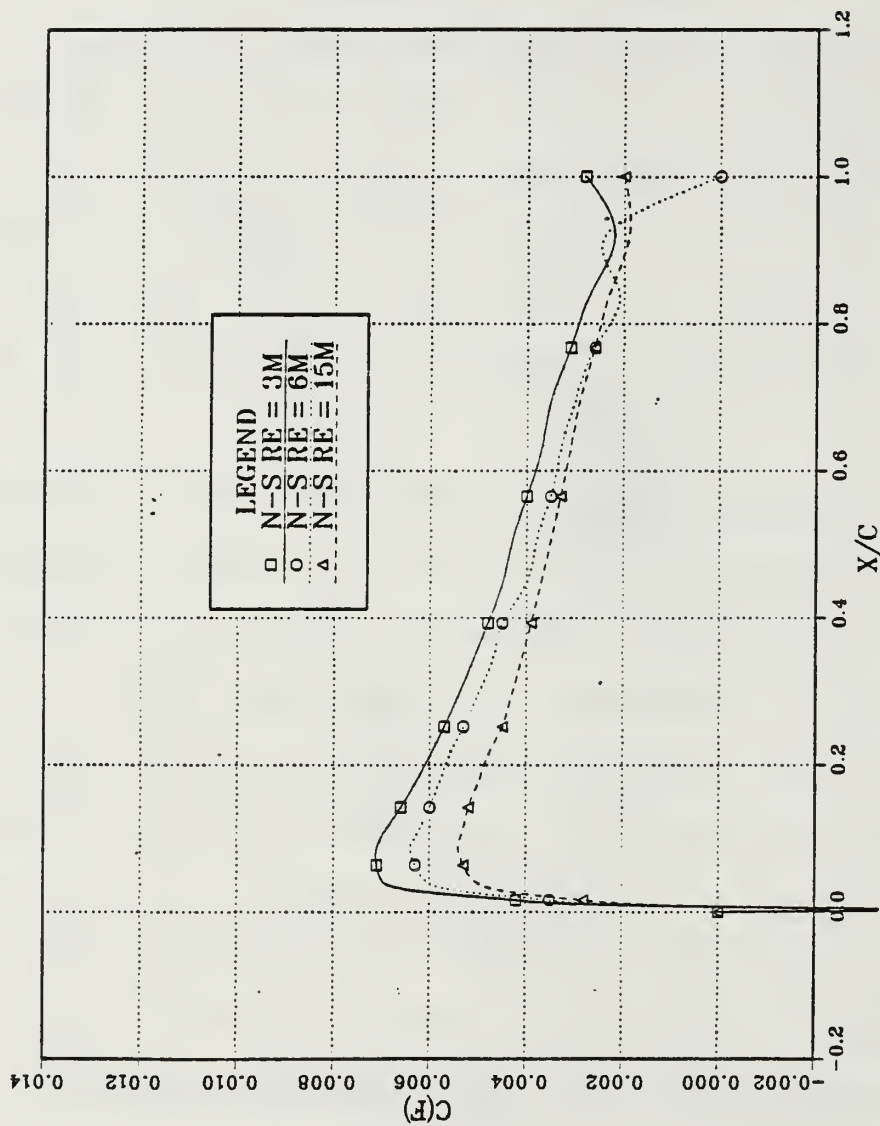 LEGEND
N-S RE = 3M
N-S RE = 6M
N-S RE = 15M
C(F)
0.014
0.012
0.010
0.008
0.006
0.004
0.002
0.000
-0.002
-0.2
0.0
0.2
0.4
0.6
0.8
1.0
1.2
X/C